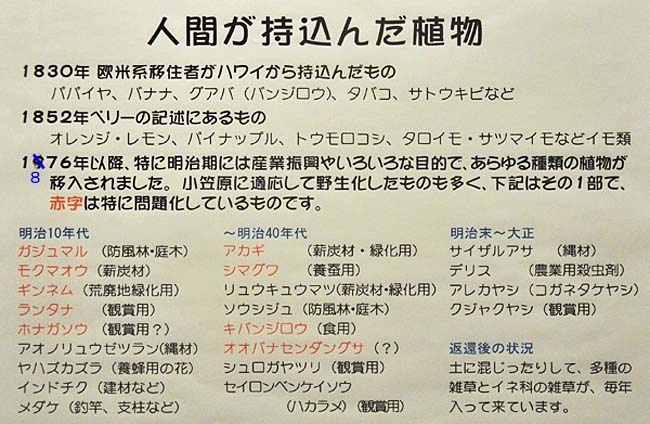 人間が持込んだ植物
1830年 欧米系移住者がハワイから持込んだもの
パパイヤ、バナナ、グアバ（バンジロウ）、タバコ、サトウキビなど
1852年ペリーの記述にあるもの
オレンジ・レモン、パイナップル、トウモロコシ、タロイモ・サツマイモなどイモ類
1976年以降、特に明治期には産業振興やいろいろな目的で、あらゆる種類の植物が
8
移入されました。小笠原に適応して野生化したものも多く、下記はその1部で、
赤字は特に問題化しているものです。
明治10年代
ガジュマル（防風林・庭木）
モクマオウ（薪炭材）
ギンネム（荒廃地緑化用）
ランタナ（観賞用）
ホナガソウ（観賞用？）
アオノリュウゼツラン（縄材）
ヤハズカズラ（養蜂用の花）
インドチク（建材など）
メダケ（釣竿、支柱など）
～明治40年代
アカギ（薪炭材・緑化用）
シマグワ（養蚕用）
リュウキュウマツ（薪炭材・緑化用）
ソウシジュ（防風林・庭木）
キバンジロウ（食用）
オオバナセンダングサ（？）
シュロガヤツリ（観賞用）
セイロンベンケイソウ
（ハカラメ）（観賞用）
明治末～大正
サイザルアサ（縄材）
デリス（農業用殺虫剤）
アレカヤシ（コガネタケヤシ）
クジャクヤシ（観賞用）
返還後の状況
土に混じったりして、多種の
雑草とイネ科の雑草が、毎年
入って来ています。